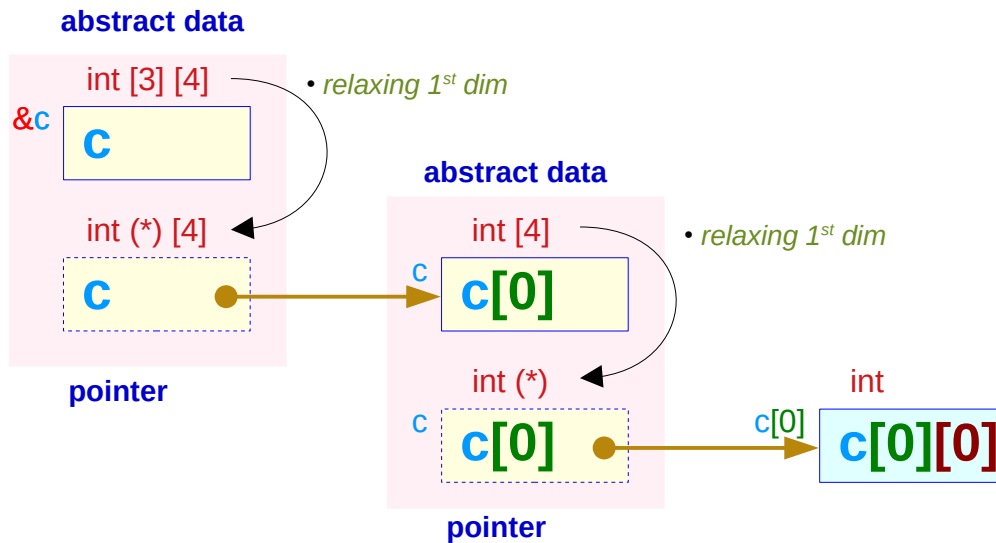 abstract data
int [3] [4]
• relaxing 1st dim
&c
c
abstract data
int (*) [4]
int [4]
• relaxing 1st dim
c
c
c[0]
pointer
int (*)
int
c
c[0]
c[0]
c[0][0]
pointer